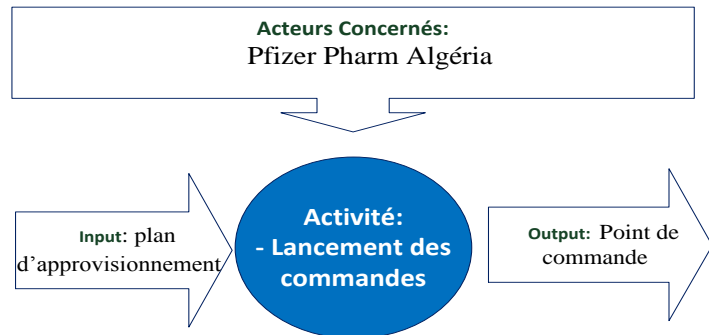 Acteurs Concernés:
Pfizer Pharm Algéria
Input: plan
d’approvisionnement
Activité:
- Lancement des
commandes
Output: Point de
commande